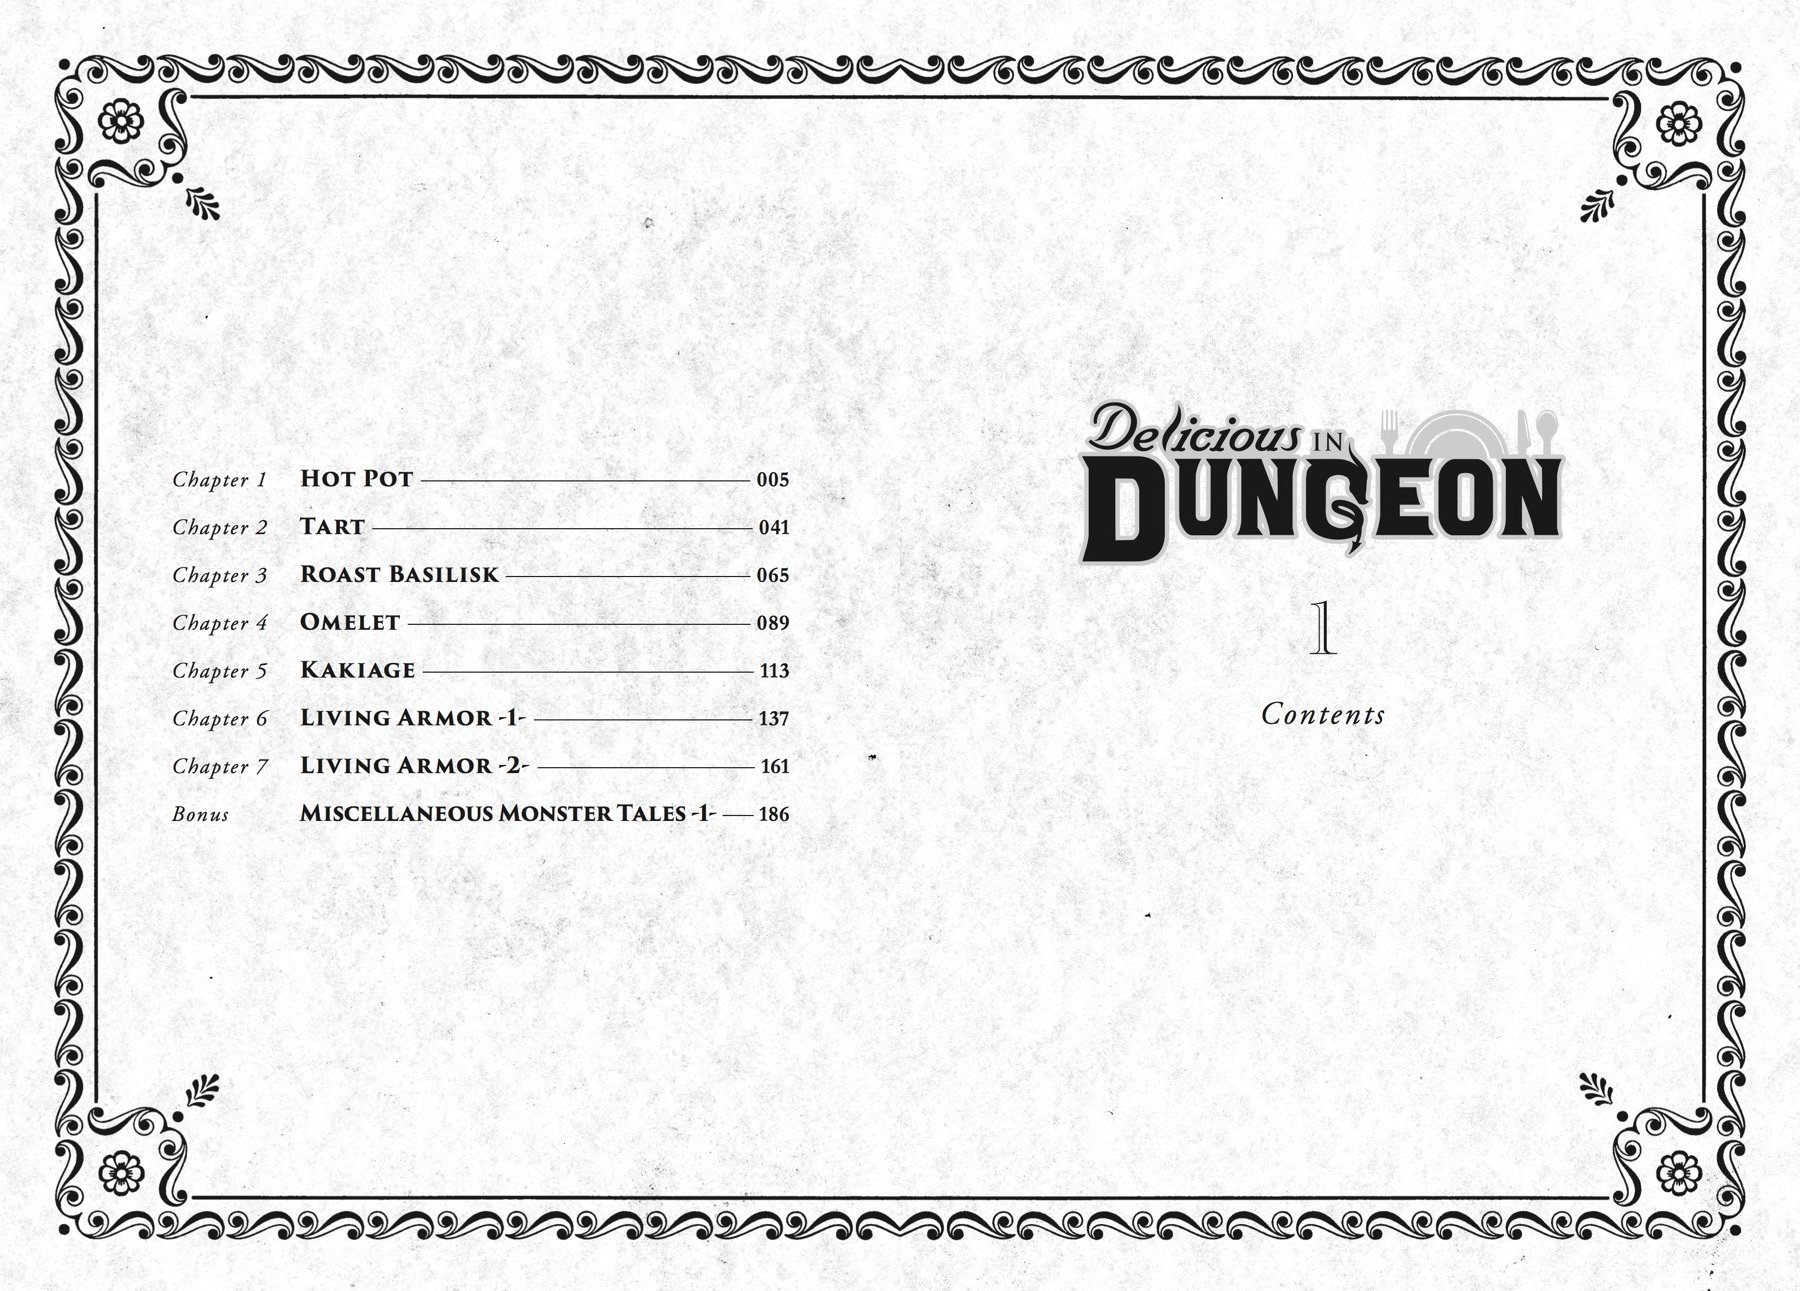 Delicious IN
DUNGEON
1
Contents
Chapter 1 HOT POT 005
Chapter 2 TART 041
Chapter 3 ROAST BASILISK 065
Chapter 4 OMELET 089
Chapter 5 KAKIAGE 113
Chapter 6 LIVING ARMOR -1- 137
Chapter 7 LIVING ARMOR -2- 161
Bonus MISCELLANEOUS MONSTER TALES -1- 186